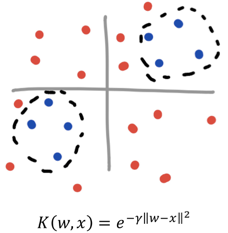 K(w, x) = e^{-γ‖w-x‖^2}